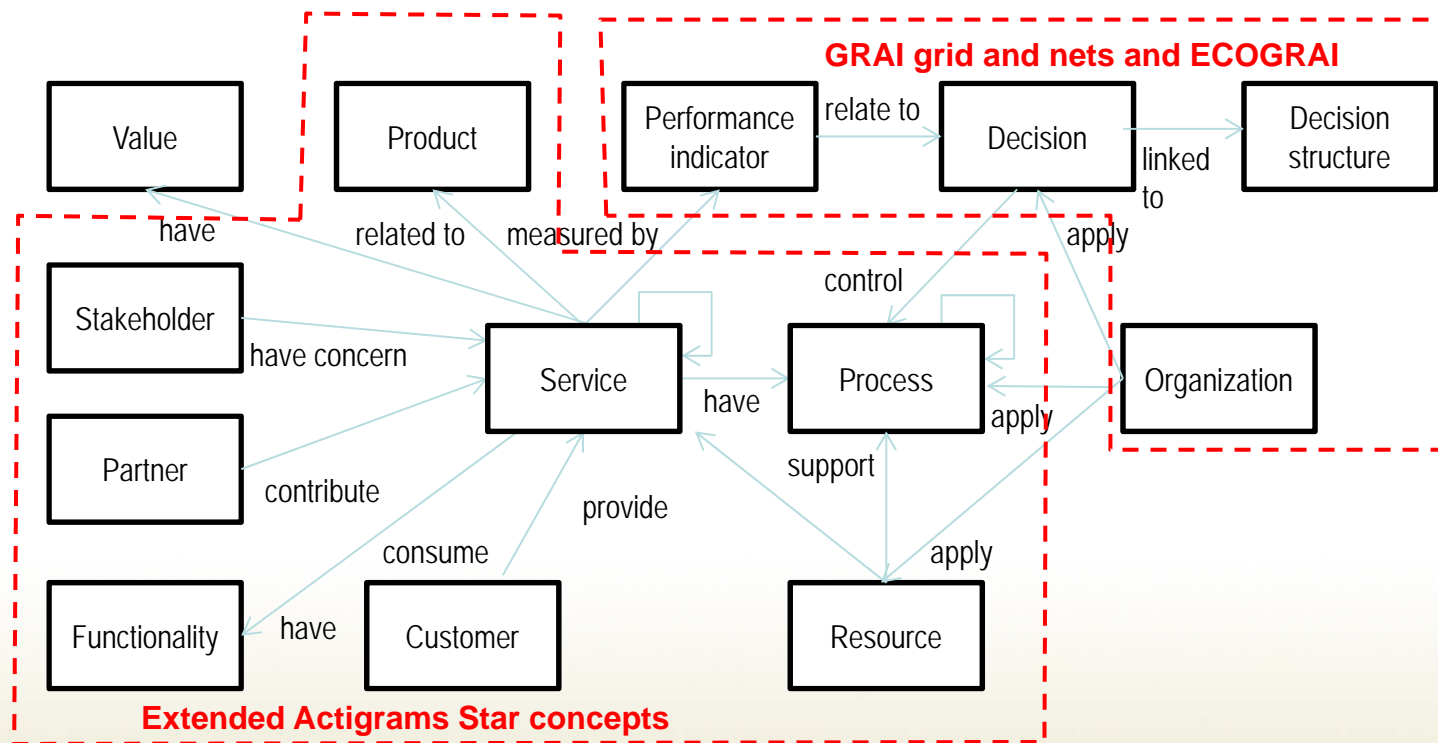 GRAI grid and nets and ECOGRAI
Value
Product
Performance
indicator
relate to
Decision
linked
to
Decision
structure
have
related to
measured by
apply
control
Stakeholder
have concern
Service
have
Process
apply
Organization
Partner
contribute
provide
support
consume
apply
Functionality
have
Customer
Resource
Extended Actigrams Star concepts